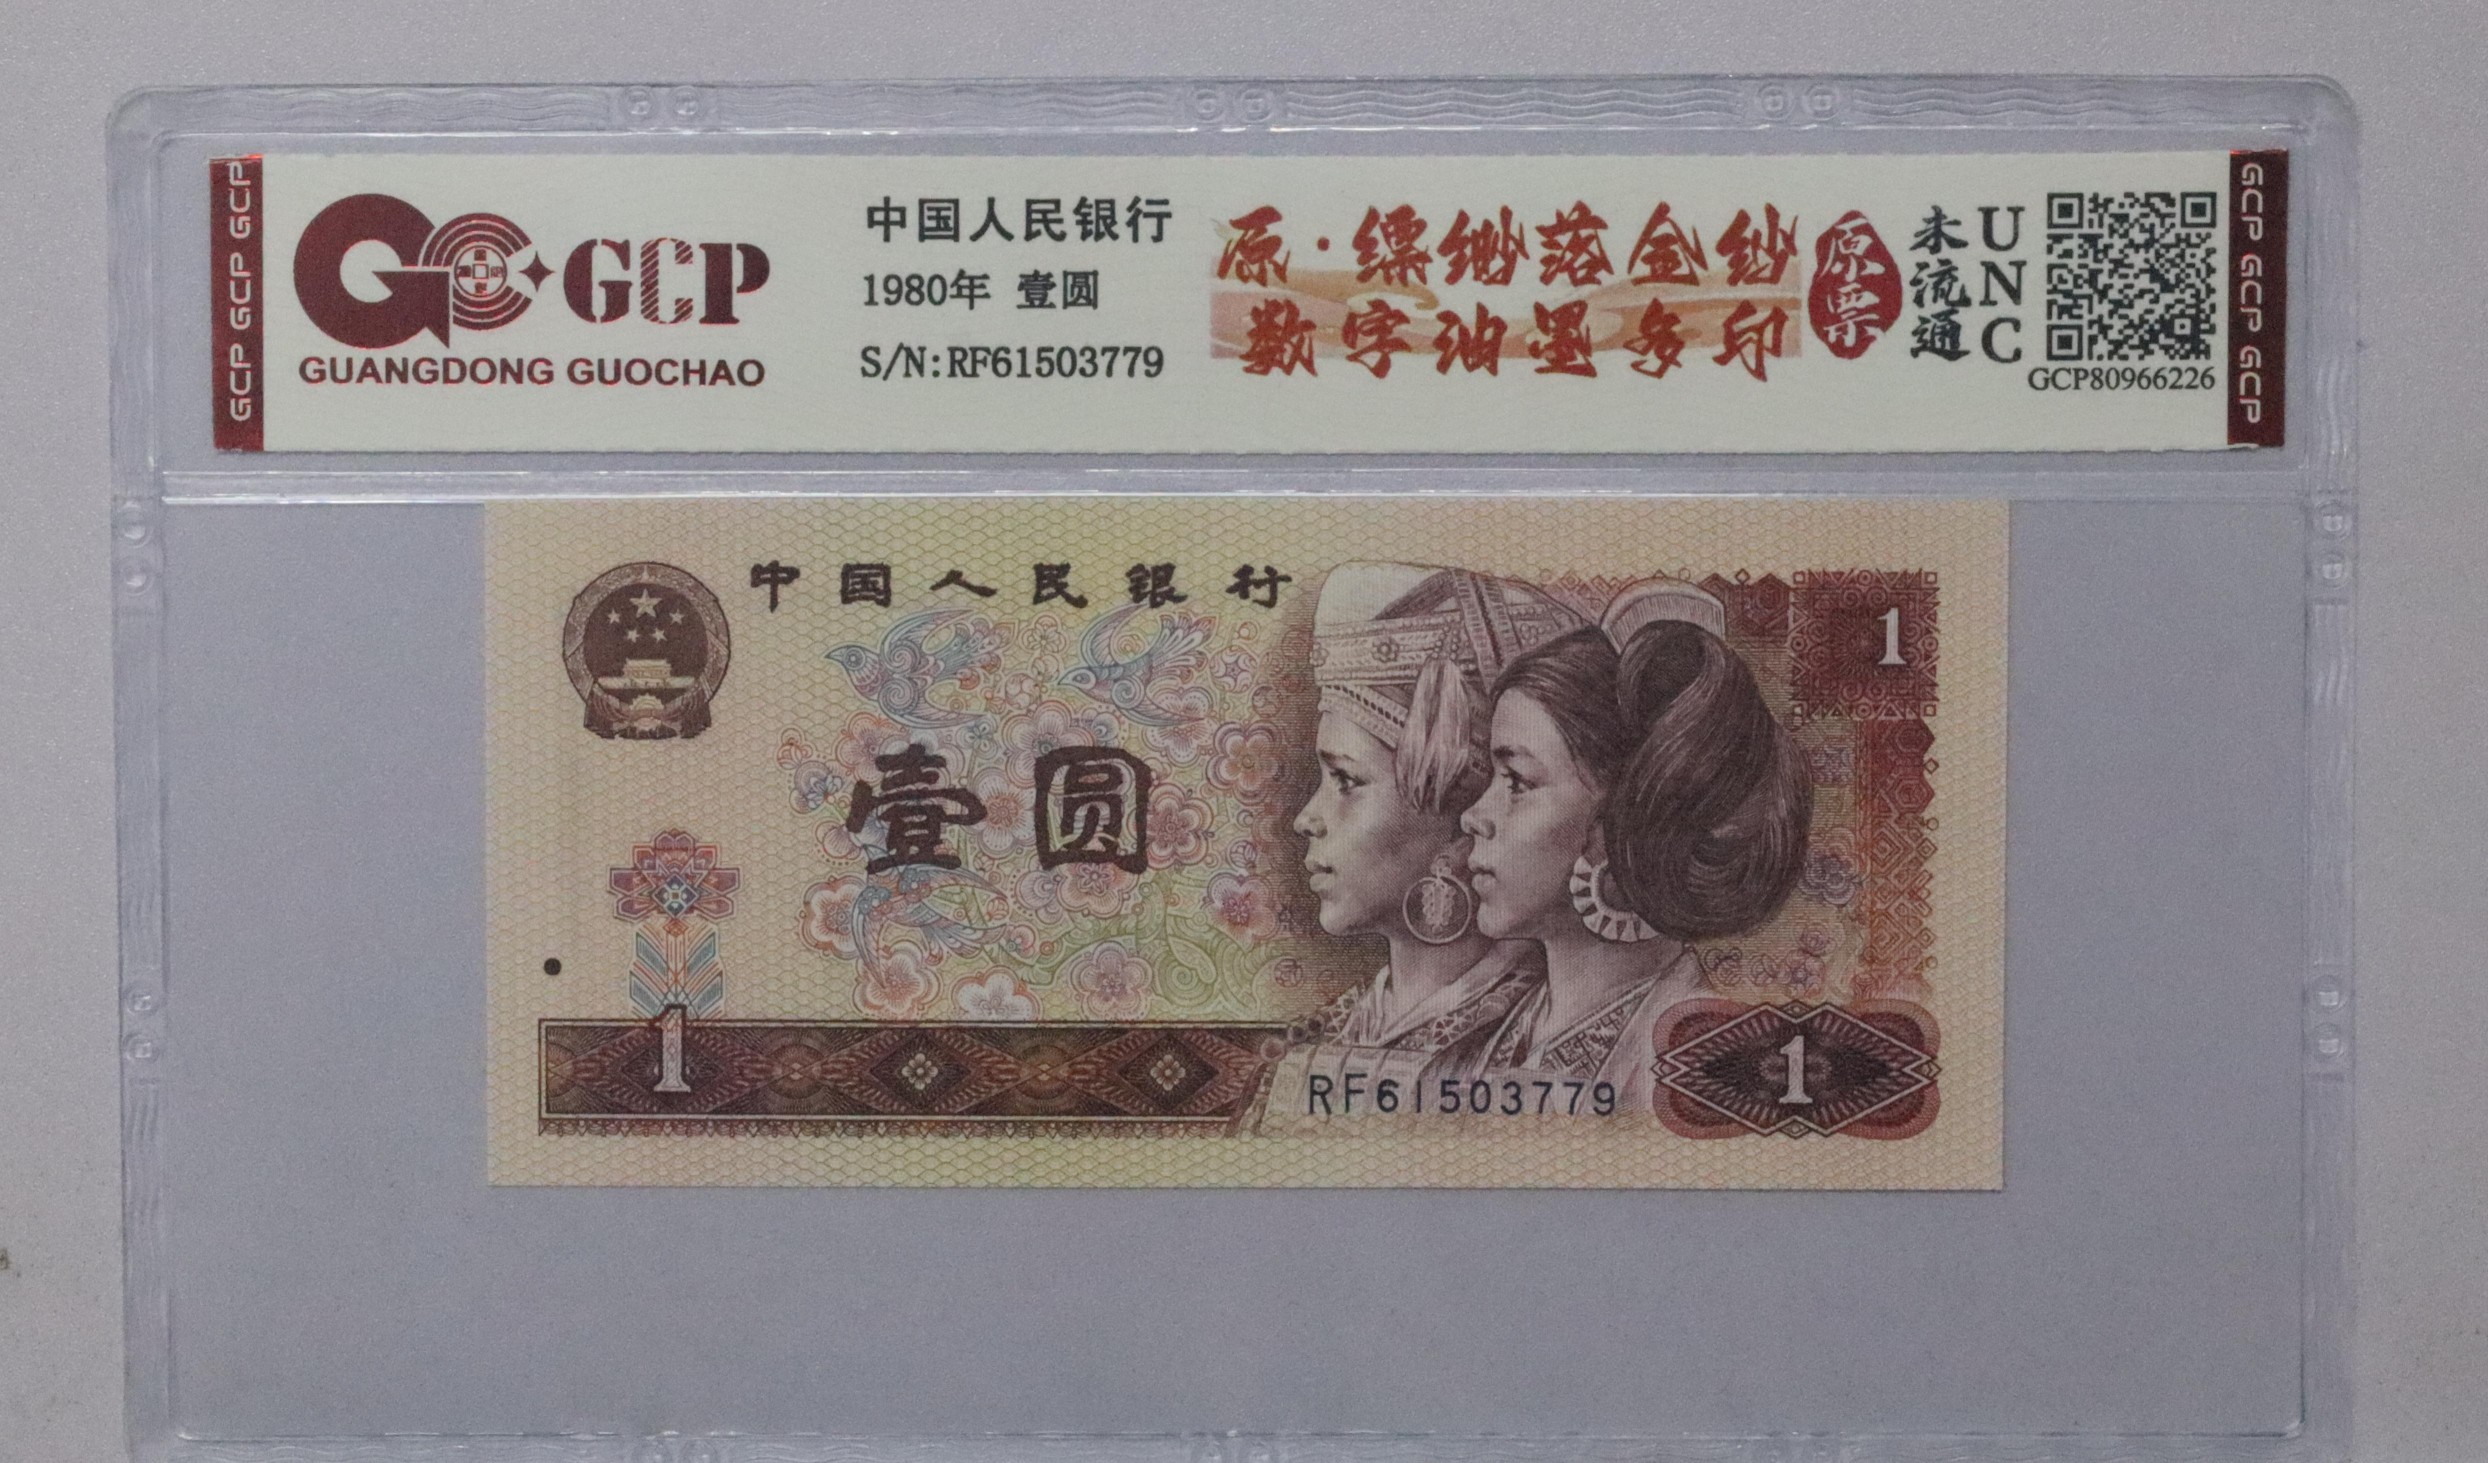 GCP GCP GCP
GCP
GUANGDONG GUOCHAO
中国人民银行
1980年 壹圆
S/N:RF61503779
原·缥缈落金纱
数字油墨多印
原票
未流通
UNC
GCP80966226
GCP GCP GCP
中国人民银行
1
壹圆
1
RF61503779
1